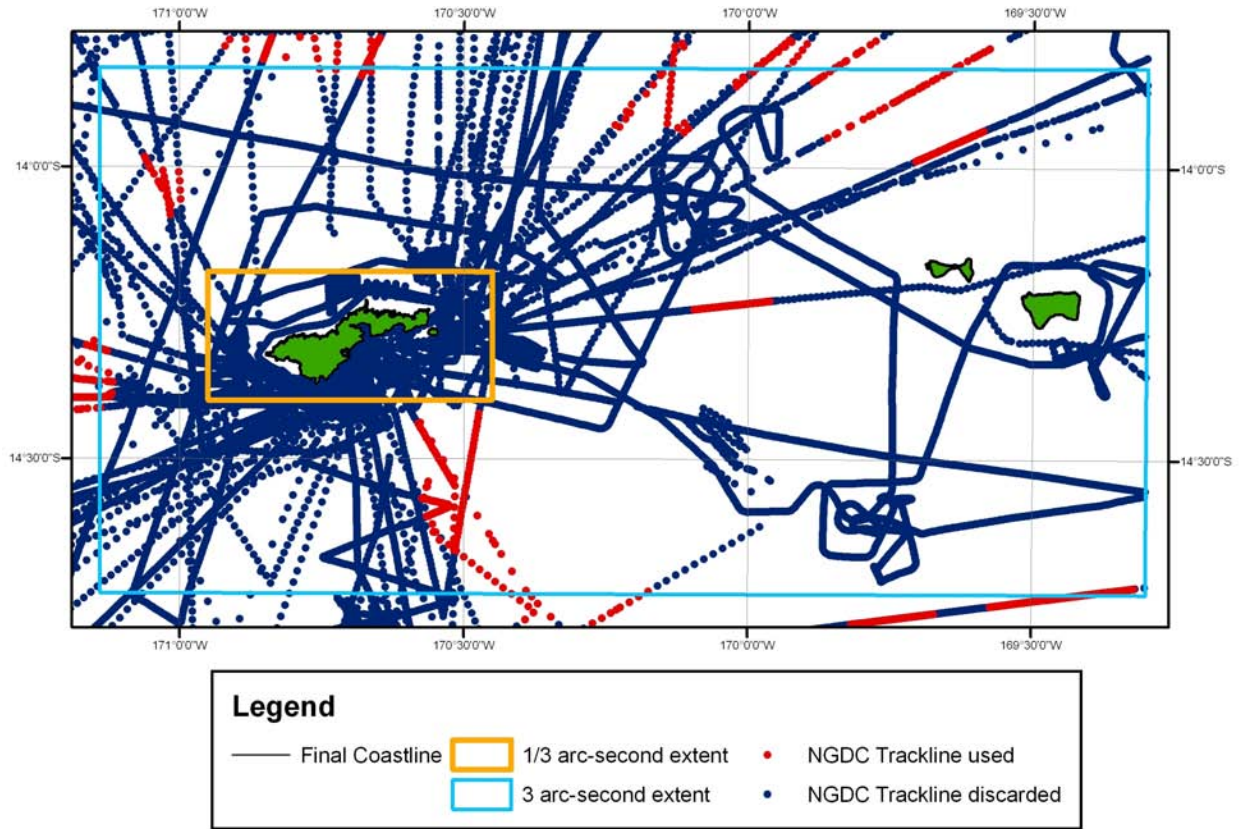 171°0'0"W 170°30'0"W 170°0'0"W 169°30'0"W
14°0'0"S 14°0'0"S
14°30'0"S 14°30'0"S
171°0'0"W 170°30'0"W 170°0'0"W 169°30'0"W
Legend
Final Coastline 1/3 arc-second extent NGDC Trackline used
3 arc-second extent NGDC Trackline discarded